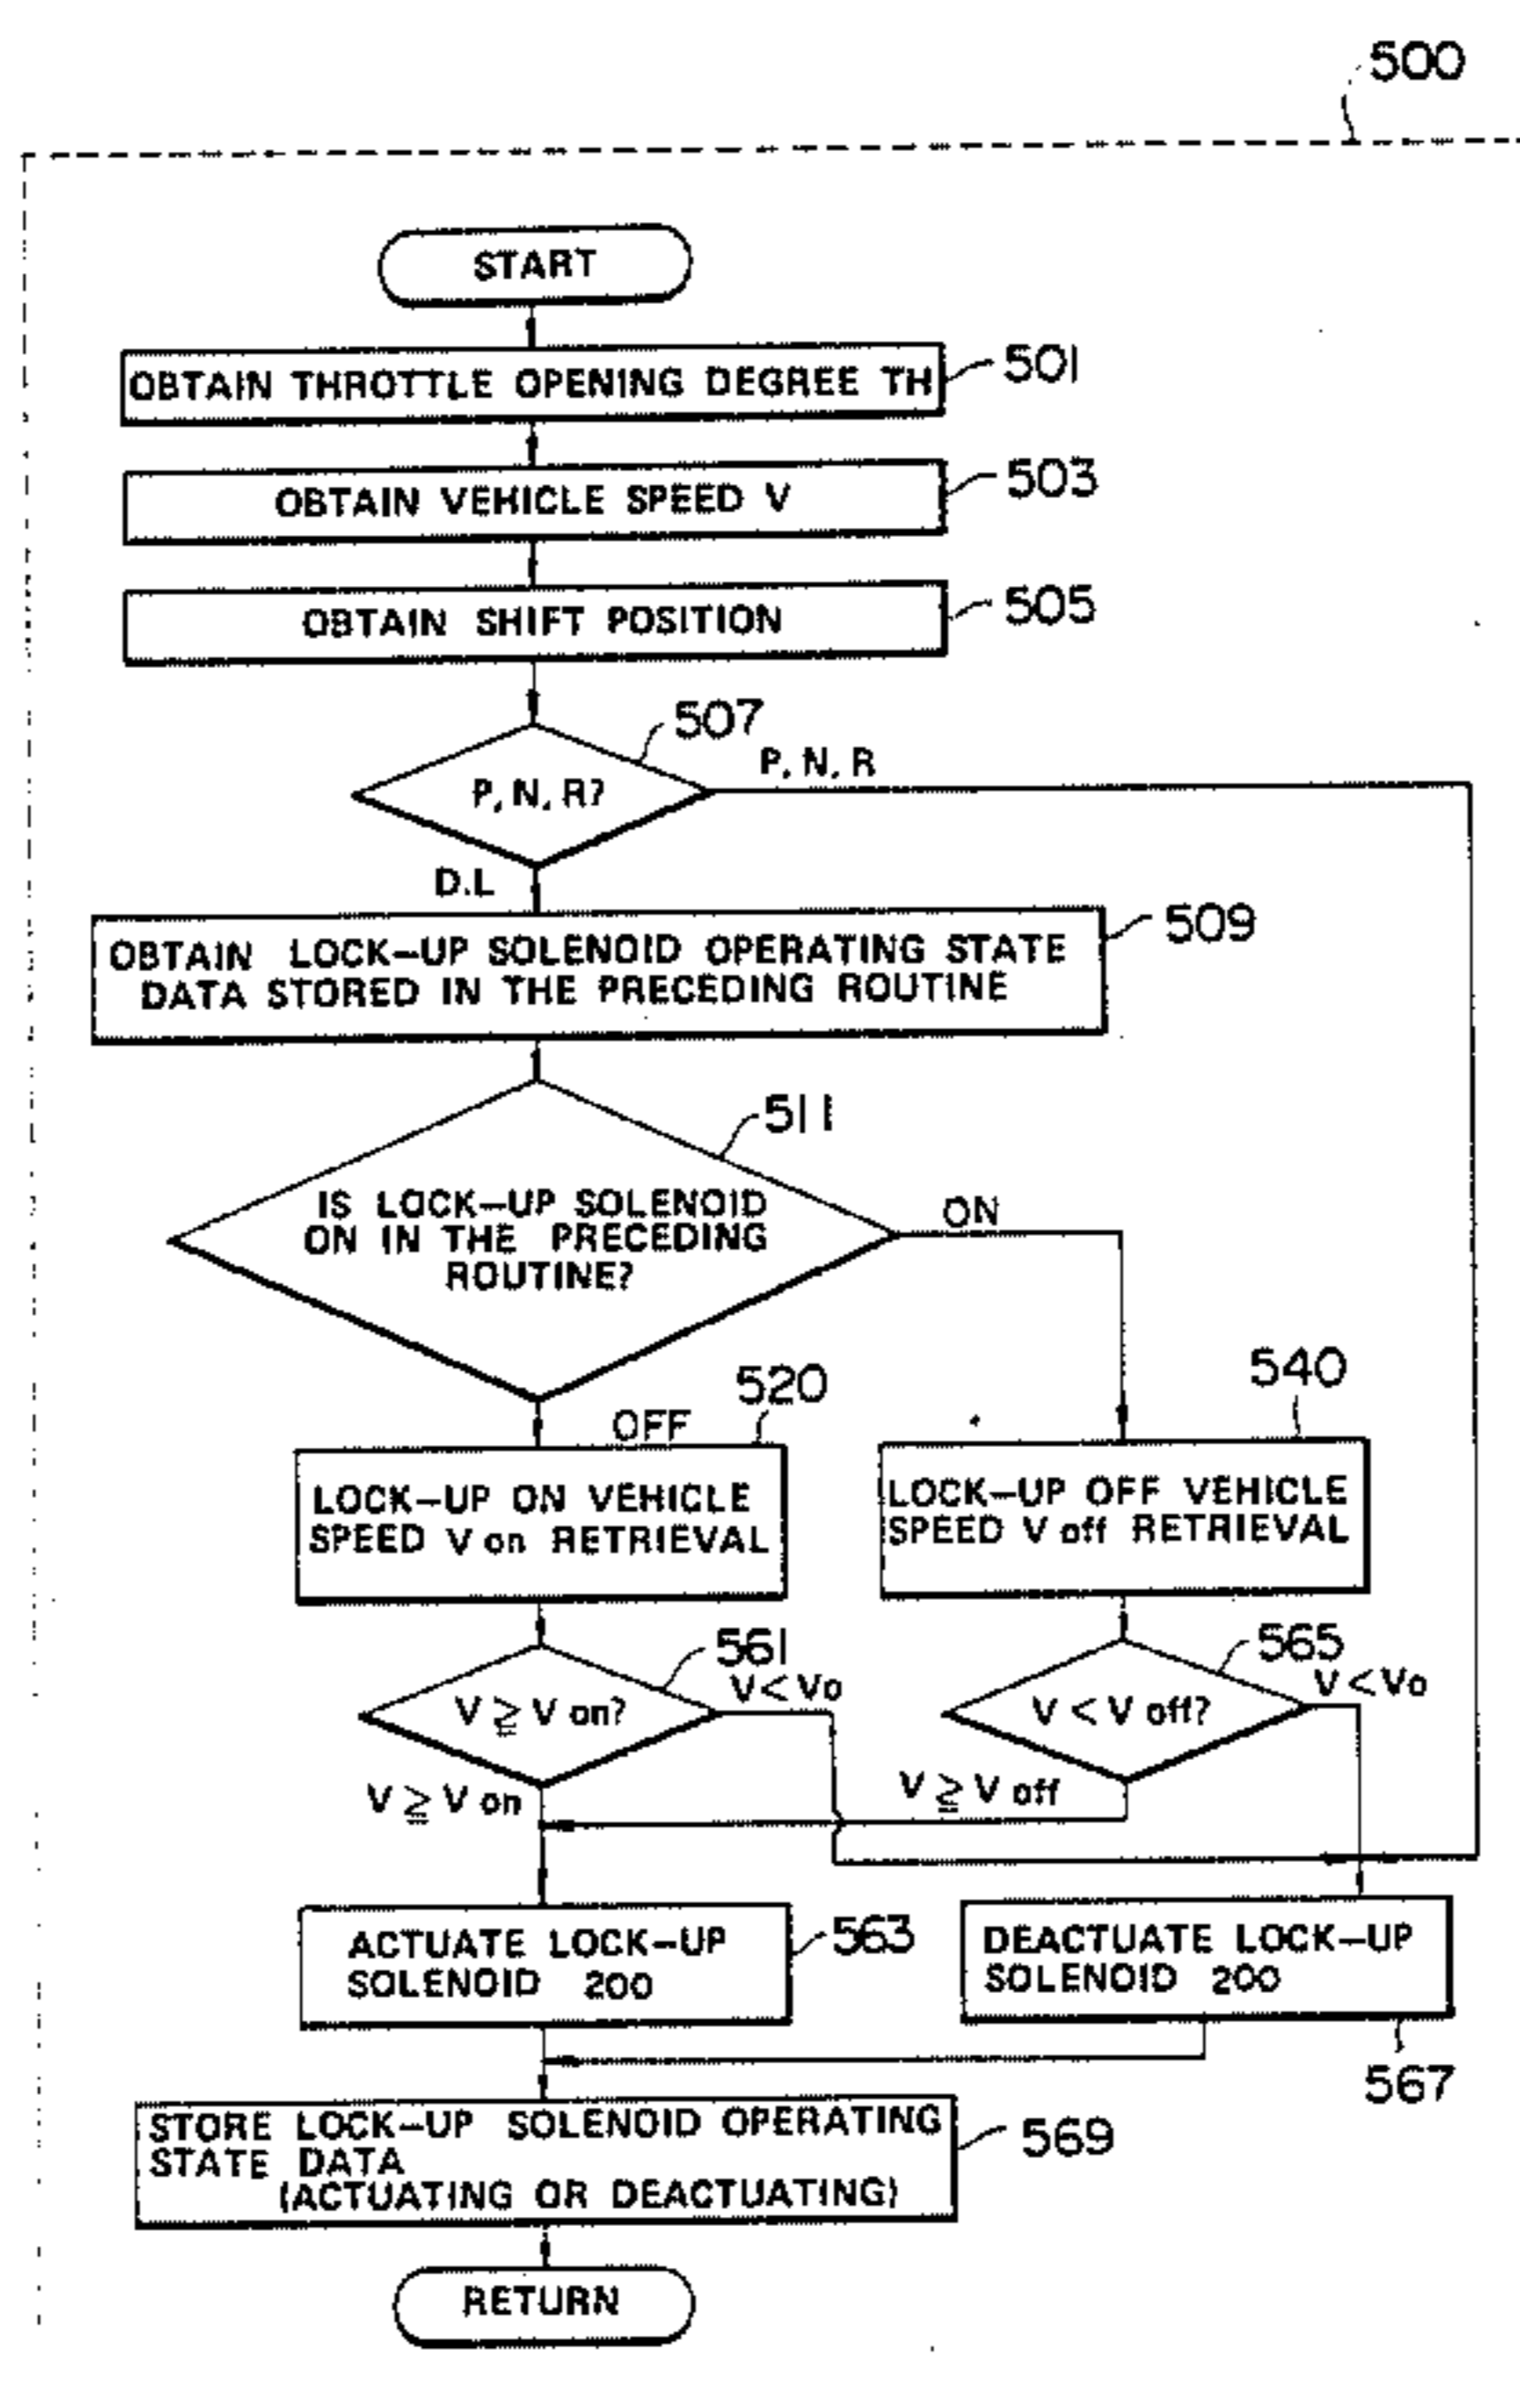 500
START
OBTAIN THROTTLE OPENING DEGREE TH
501
OBTAIN VEHICLE SPEED V
503
OBTAIN SHIFT POSITION
505
507
P, N, R?
P, N, R
D.L
OBTAIN LOCK-UP SOLENOID OPERATING STATE
DATA STORED IN THE PRECEDING ROUTINE
509
511
IS LOCK-UP SOLENOID
ON IN THE PRECEDING
ROUTINE?
ON
OFF
520
540
LOCK-UP ON VEHICLE
SPEED V on RETRIEVAL
LOCK-UP OFF VEHICLE
SPEED V off RETRIEVAL
561
V ≧ V on?
V < Vo
565
V < V off?
V < Vo
V ≧ V on
V ≧ V off
ACTUATE LOCK-UP
SOLENOID 200
563
DEACTUATE LOCK-UP
SOLENOID 200
567
STORE LOCK-UP SOLENOID OPERATING
STATE DATA
(ACTUATING OR DEACTUATING)
569
RETURN